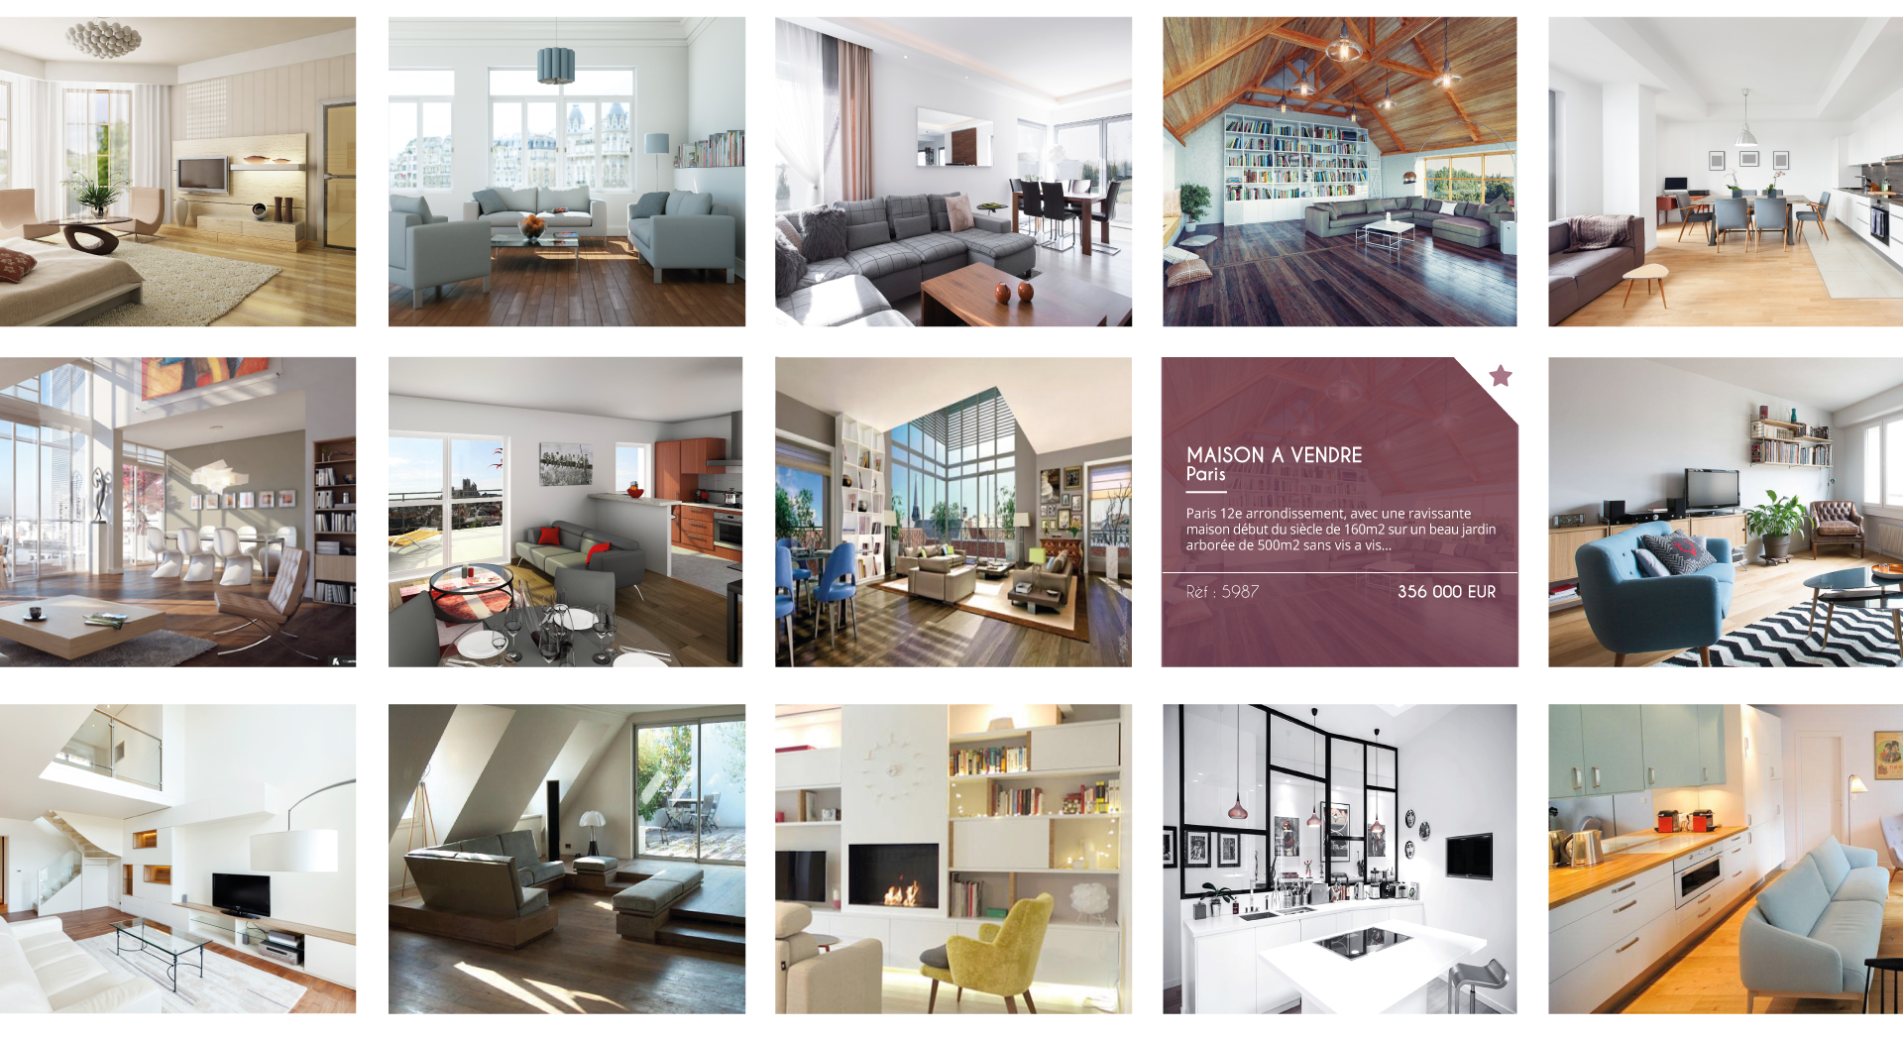 MAISON A VENDRE
Paris
Paris 12e arrondissement, avec une ravissante
maison début du siècle de 160m2 sur un beau jardin
arborée de 500m2 sans vis a vis...
Réf : 5987
356 000 EUR